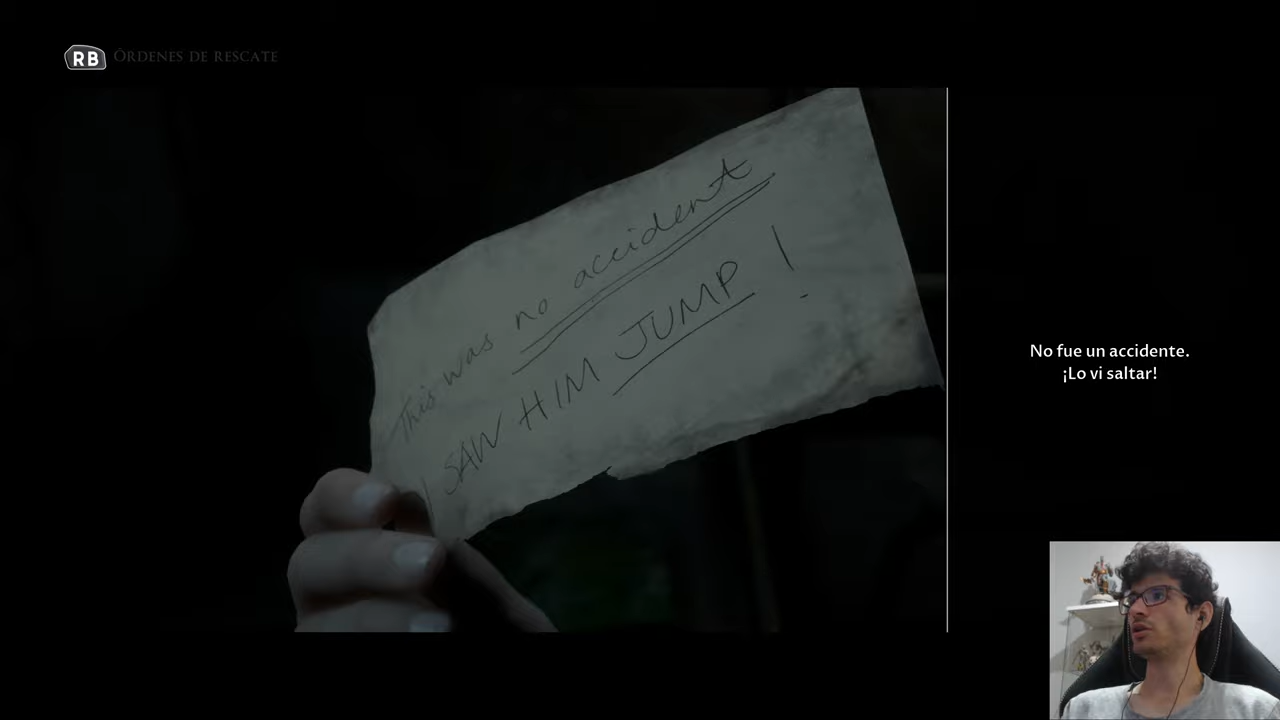 RB ÓRDENES DE RESCATE
This was no accident
I SAW HIM JUMP!
No fue un accidente.
¡Lo vi saltar!